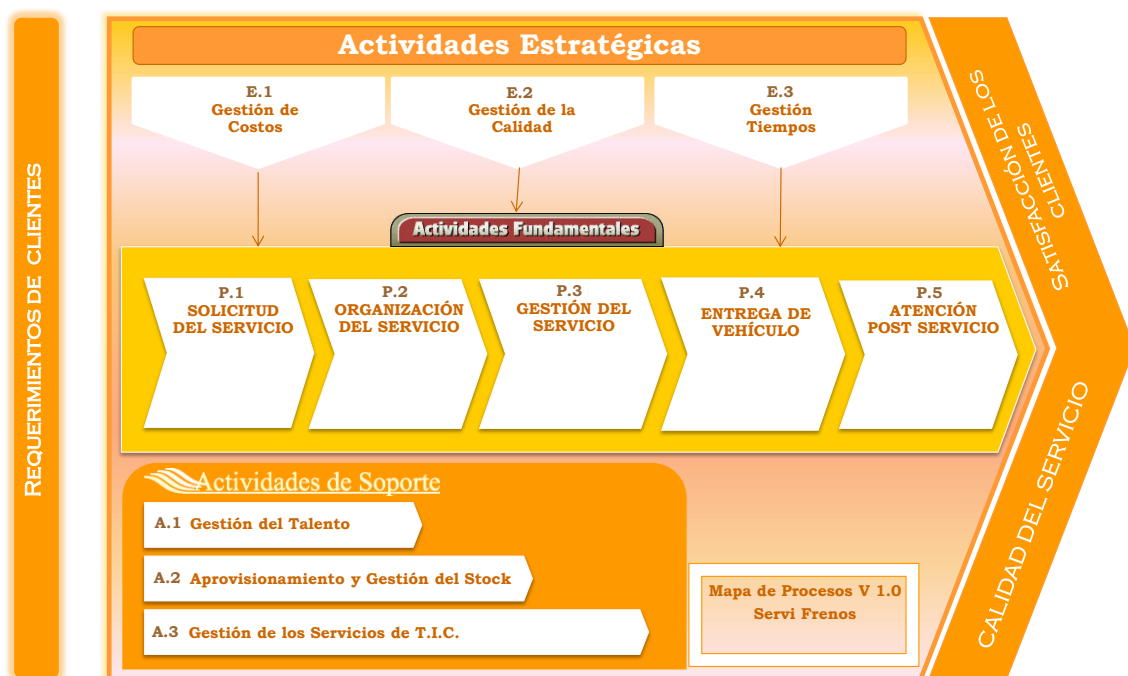 REQUERIMIENTOS DE CLIENTES
Actividades Estratégicas
E.1
Gestión de
Costos
E.2
Gestión de la
Calidad
E.3
Gestión
Tiempos
Actividades Fundamentales
P.1
SOLICITUD
DEL SERVICIO
P.2
ORGANIZACIÓN
DEL SERVICIO
P.3
GESTIÓN DEL
SERVICIO
P.4
ENTREGA DE
VEHÍCULO
P.5
ATENCIÓN
POST SERVICIO
Actividades de Soporte
A.1 Gestión del Talento
A.2 Aprovisionamiento y Gestión del Stock
A.3 Gestión de los Servicios de T.I.C.
Mapa de Procesos V 1.0
Servi Frenos
SATISFACCIÓN DE LOS
CLIENTES
CALIDAD DEL SERVICIO